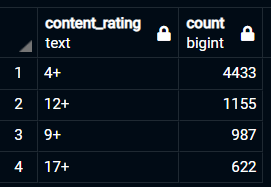 content_rating count
text bigint
1 4+ 4433
2 12+ 1155
3 9+ 987
4 17+ 622